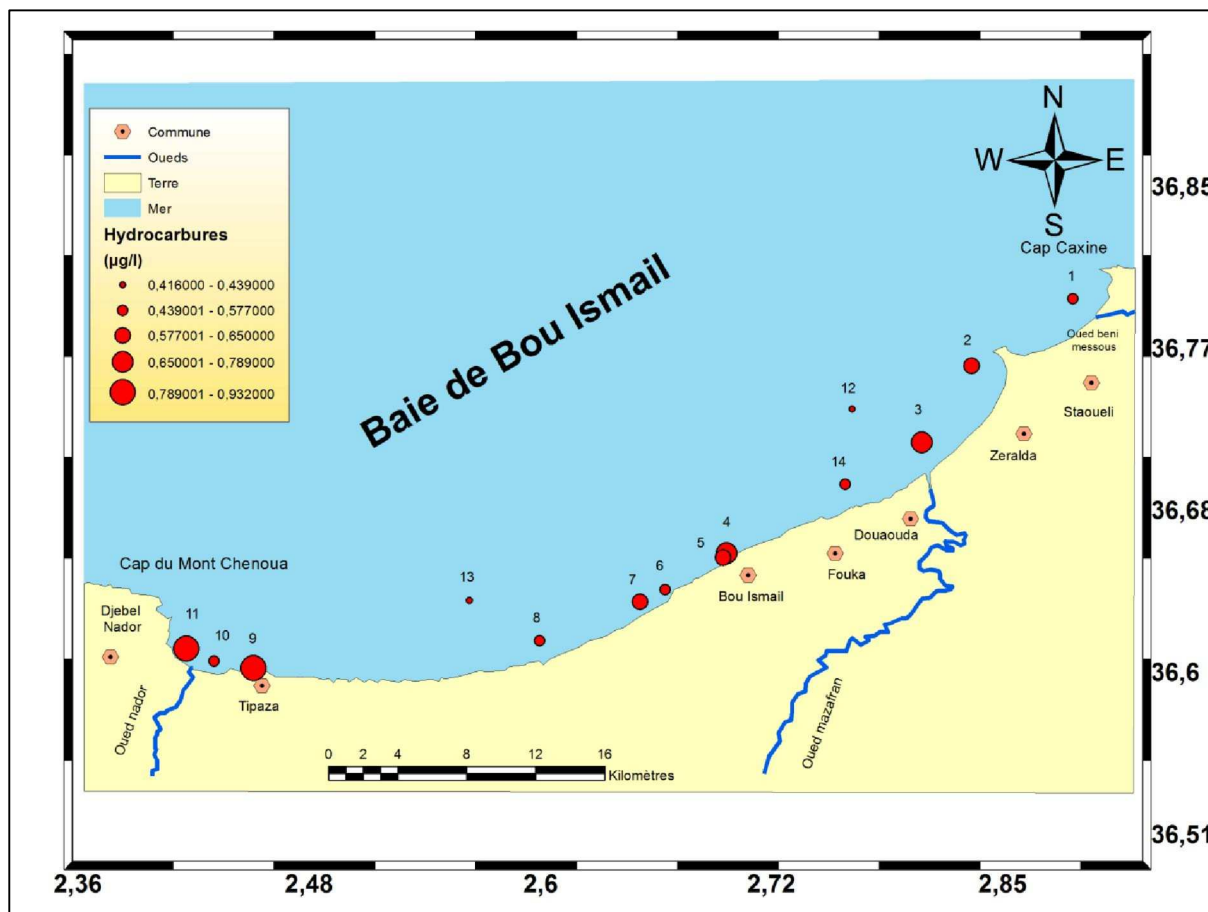 Commune
Oueds
Terre
Mer
Hydrocarbures
(µg/l)
0,416000 - 0,439000
0,439001 - 0,577000
0,577001 - 0,650000
0,650001 - 0,789000
0,789001 - 0,932000
N
W
E
S
Baie de Bou Ismail
Cap Caxine
1
2
12
3
14
4
5
6
7
13
8
11
10
9
Oued beni
messous
Staoueli
Zeralda
Douaouda
Fouka
Bou Ismail
Cap du Mont Chenoua
Djebel
Nador
Tipaza
Oued nador
Oued mazafran
0 2 4 8 12 16
Kilomètres
36,85
36,77
36,68
36,6
36,51
2,36 2,48 2,6 2,72 2,85